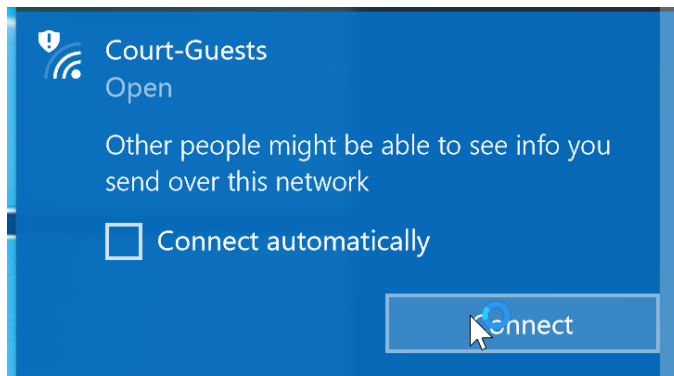 Court-Guests
Open
Other people might be able to see info you
send over this network
Connect automatically
Connect